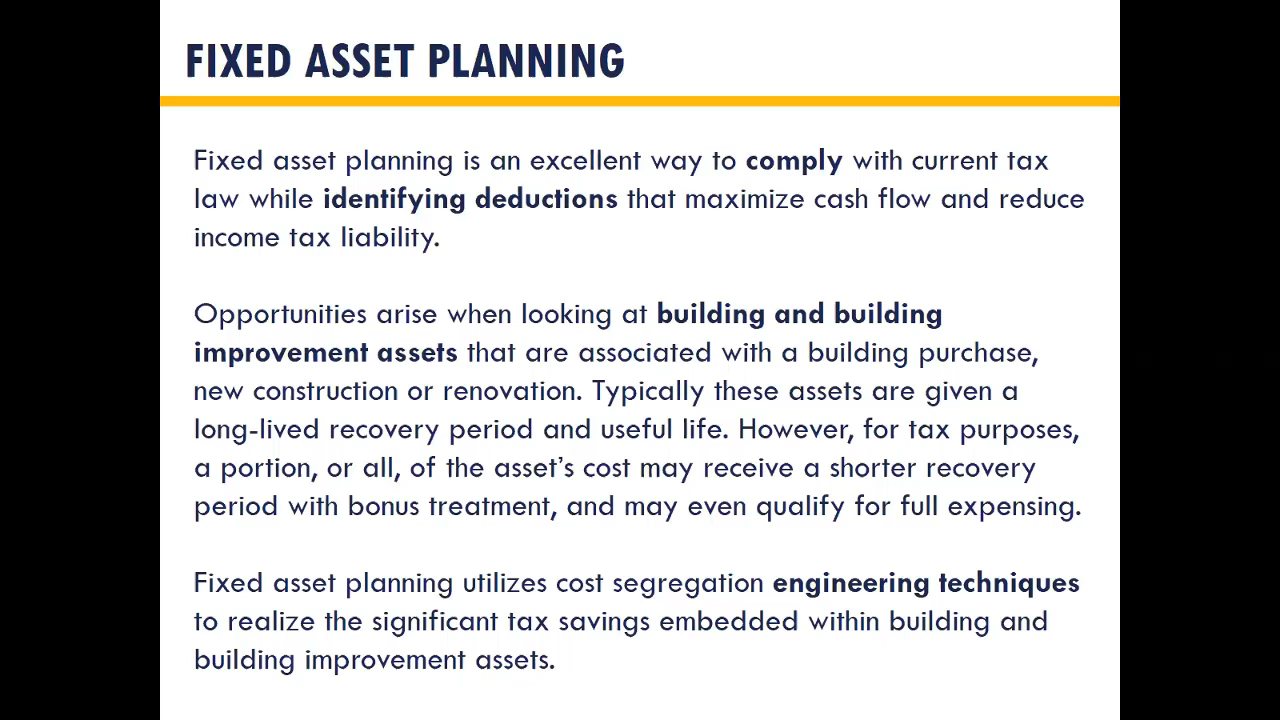 FIXED ASSET PLANNING
Fixed asset planning is an excellent way to comply with current tax
law while identifying deductions that maximize cash flow and reduce
income tax liability.
Opportunities arise when looking at building and building
improvement assets that are associated with a building purchase,
new construction or renovation. Typically these assets are given a
long-lived recovery period and useful life. However, for tax purposes,
a portion, or all, of the asset's cost may receive a shorter recovery
period with bonus treatment, and may even qualify for full expensing.
Fixed asset planning utilizes cost segregation engineering techniques
to realize the significant tax savings embedded within building and
building improvement assets.